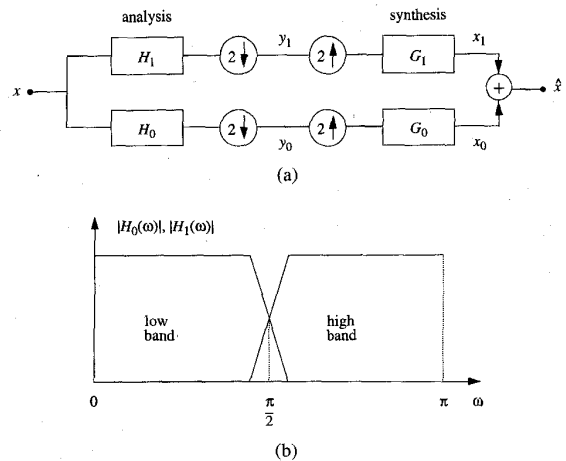 analysis
synthesis
x
H₁
2
y₁
2
G₁
x₁
+
x̂
H₀
2
y₀
2
G₀
x₀
(a)
|H₀(ω)|, |H₁(ω)|
low
band
high
band
0
π
2
π
ω
(b)